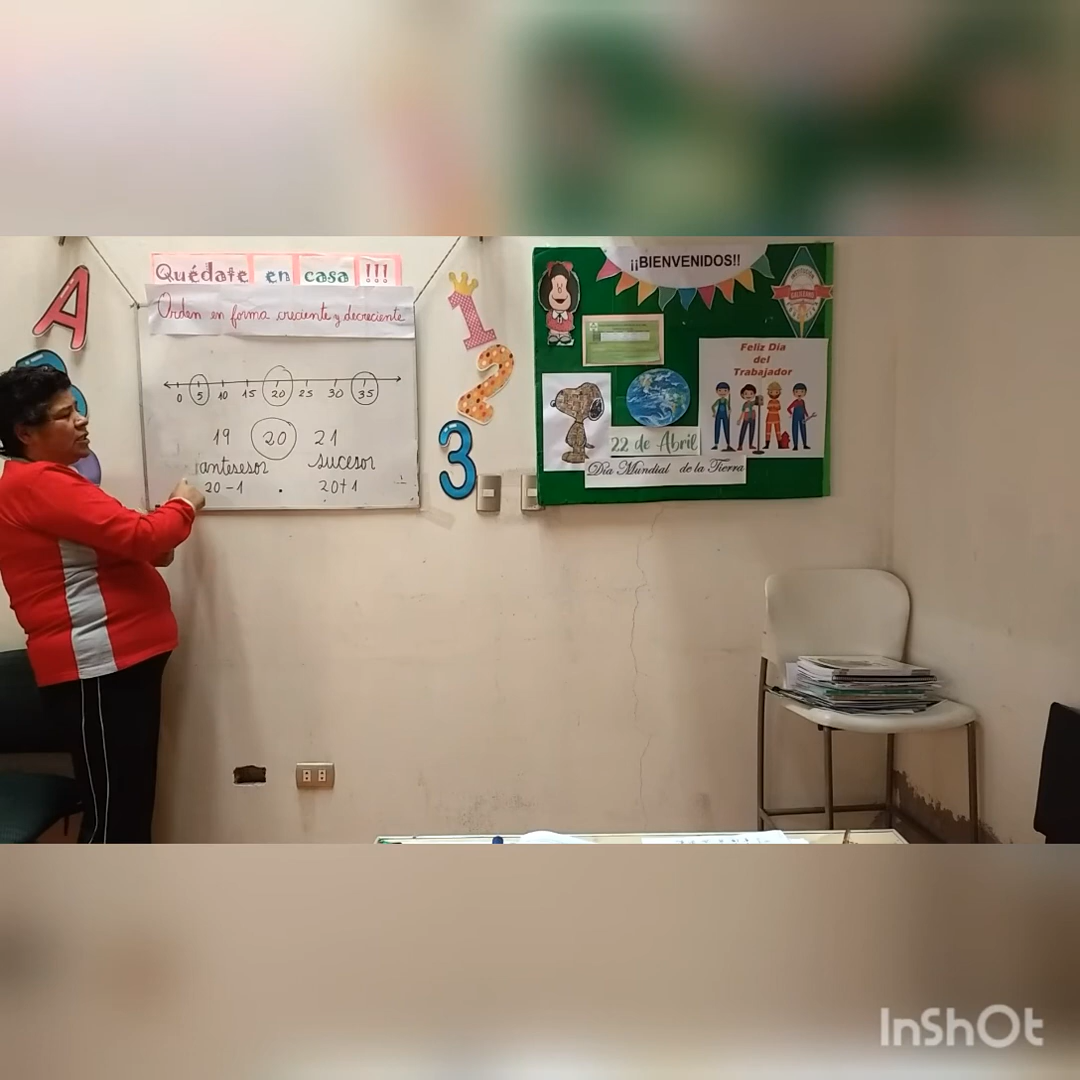 A
Quédate en casa !!!
Orden en forma creciente y decreciente
0 5 10 15 20 25 30 35
19 20 21
antesesor sucesor
20-1 . 20+1
1
2
3
¡¡BIENVENIDOS!!
Feliz Día
del
Trabajador
22 de Abril
Día Mundial de la Tierra
InShOt